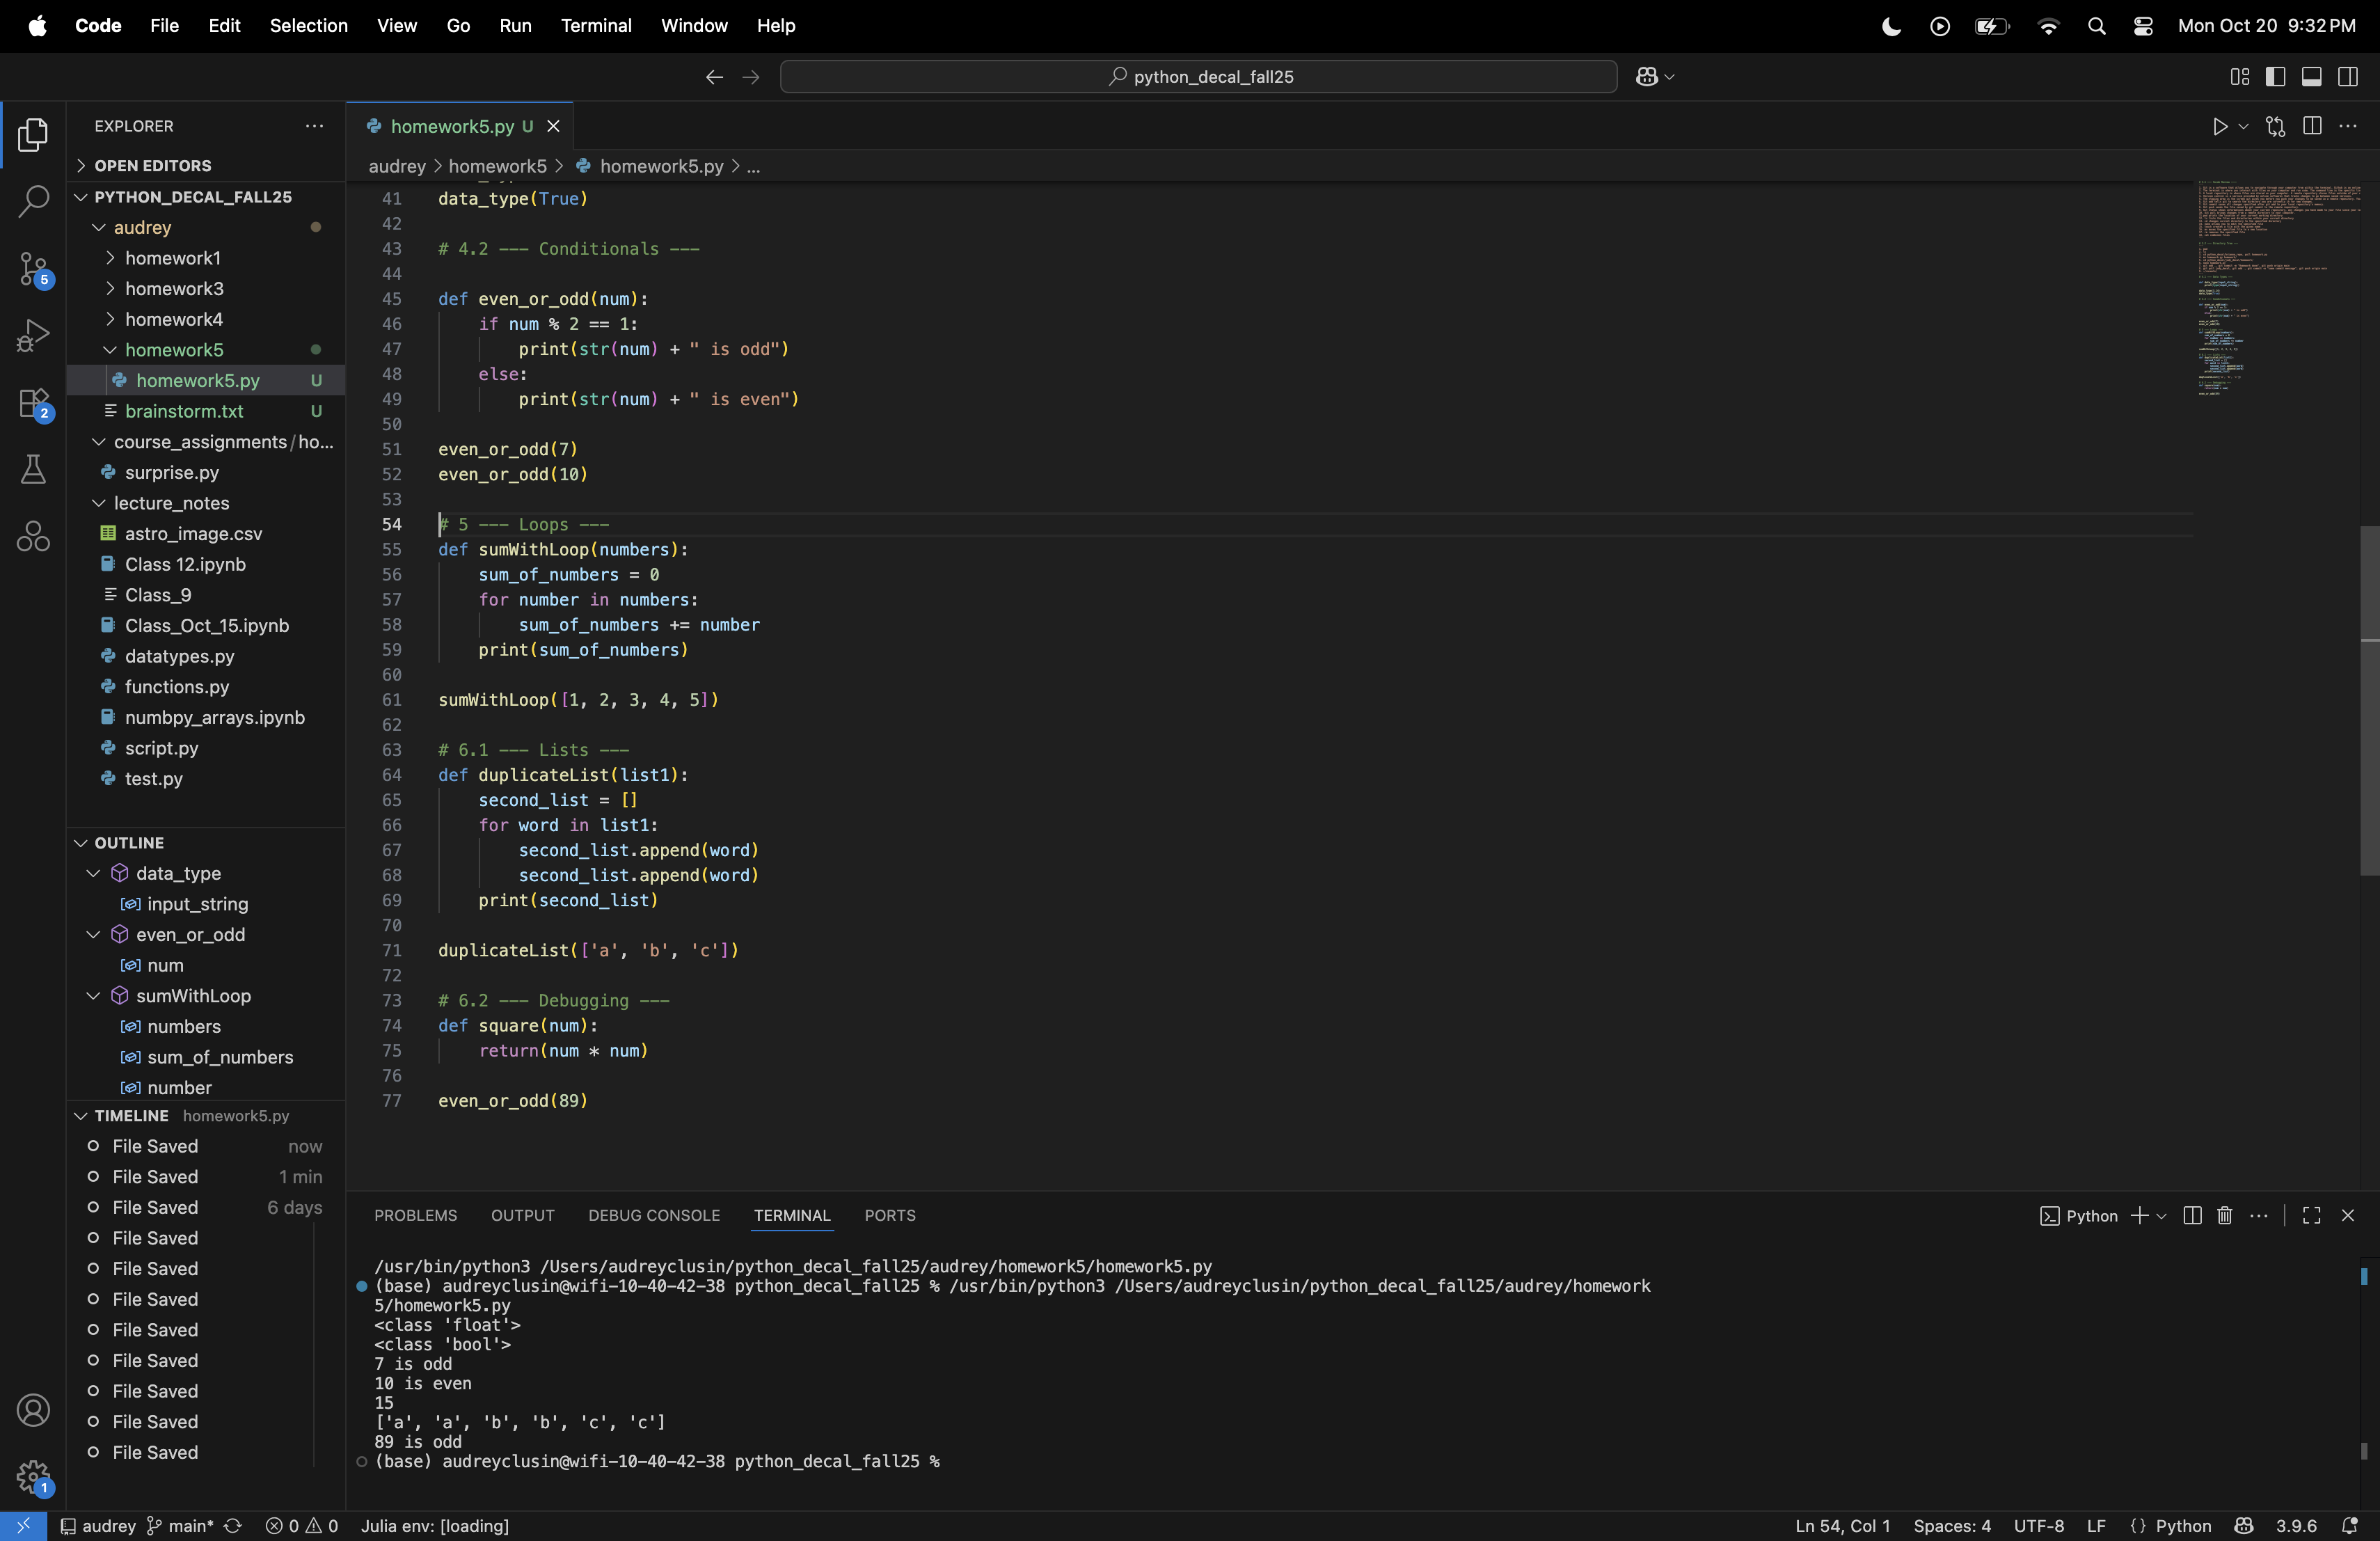 Code File Edit Selection View Go Run Terminal Window Help Mon Oct 20 9:32 PM
python_decal_fall25
EXPLORER
OPEN EDITORS
PYTHON_DECAL_FALL25
audrey
homework1
homework3
homework4
homework5
homework5.py U
brainstorm.txt U
course_assignments/ho...
surprise.py
lecture_notes
astro_image.csv
Class 12.ipynb
Class_9
Class_Oct_15.ipynb
datatypes.py
functions.py
numbpy_arrays.ipynb
script.py
test.py
OUTLINE
data_type
input_string
even_or_odd
num
sumWithLoop
numbers
sum_of_numbers
number
TIMELINE homework5.py
File Saved now
File Saved 1 min
File Saved 6 days
File Saved
File Saved
File Saved
File Saved
File Saved
File Saved
File Saved
File Saved
5
2
1
homework5.py U
audrey > homework5 > homework5.py > ...
41 data_type(True)
42
43 # 4.2 --- Conditionals ---
44
45 def even_or_odd(num):
46 if num % 2 == 1:
47 print(str(num) + " is odd")
48 else:
49 print(str(num) + " is even")
50
51 even_or_odd(7)
52 even_or_odd(10)
53
54 # 5 --- Loops ---
55 def sumWithLoop(numbers):
56 sum_of_numbers = 0
57 for number in numbers:
58 sum_of_numbers += number
59 print(sum_of_numbers)
60
61 sumWithLoop([1, 2, 3, 4, 5])
62
63 # 6.1 --- Lists ---
64 def duplicateList(list1):
65 second_list = []
66 for word in list1:
67 second_list.append(word)
68 second_list.append(word)
69 print(second_list)
70
71 duplicateList(['a', 'b', 'c'])
72
73 # 6.2 --- Debugging ---
74 def square(num):
75 return(num * num)
76
77 even_or_odd(89)
PROBLEMS OUTPUT DEBUG CONSOLE TERMINAL PORTS
Python
/usr/bin/python3 /Users/audreyclusin/python_decal_fall25/audrey/homework5/homework5.py
(base) audreyclusin@wifi-10-40-42-38 python_decal_fall25 % /usr/bin/python3 /Users/audreyclusin/python_decal_fall25/audrey/homework
5/homework5.py
<class 'float'>
<class 'bool'>
7 is odd
10 is even
15
['a', 'a', 'b', 'b', 'c', 'c']
89 is odd
(base) audreyclusin@wifi-10-40-42-38 python_decal_fall25 %
audrey main* 0 0 Julia env: [loading]
Ln 54, Col 1 Spaces: 4 UTF-8 LF {} Python 3.9.6